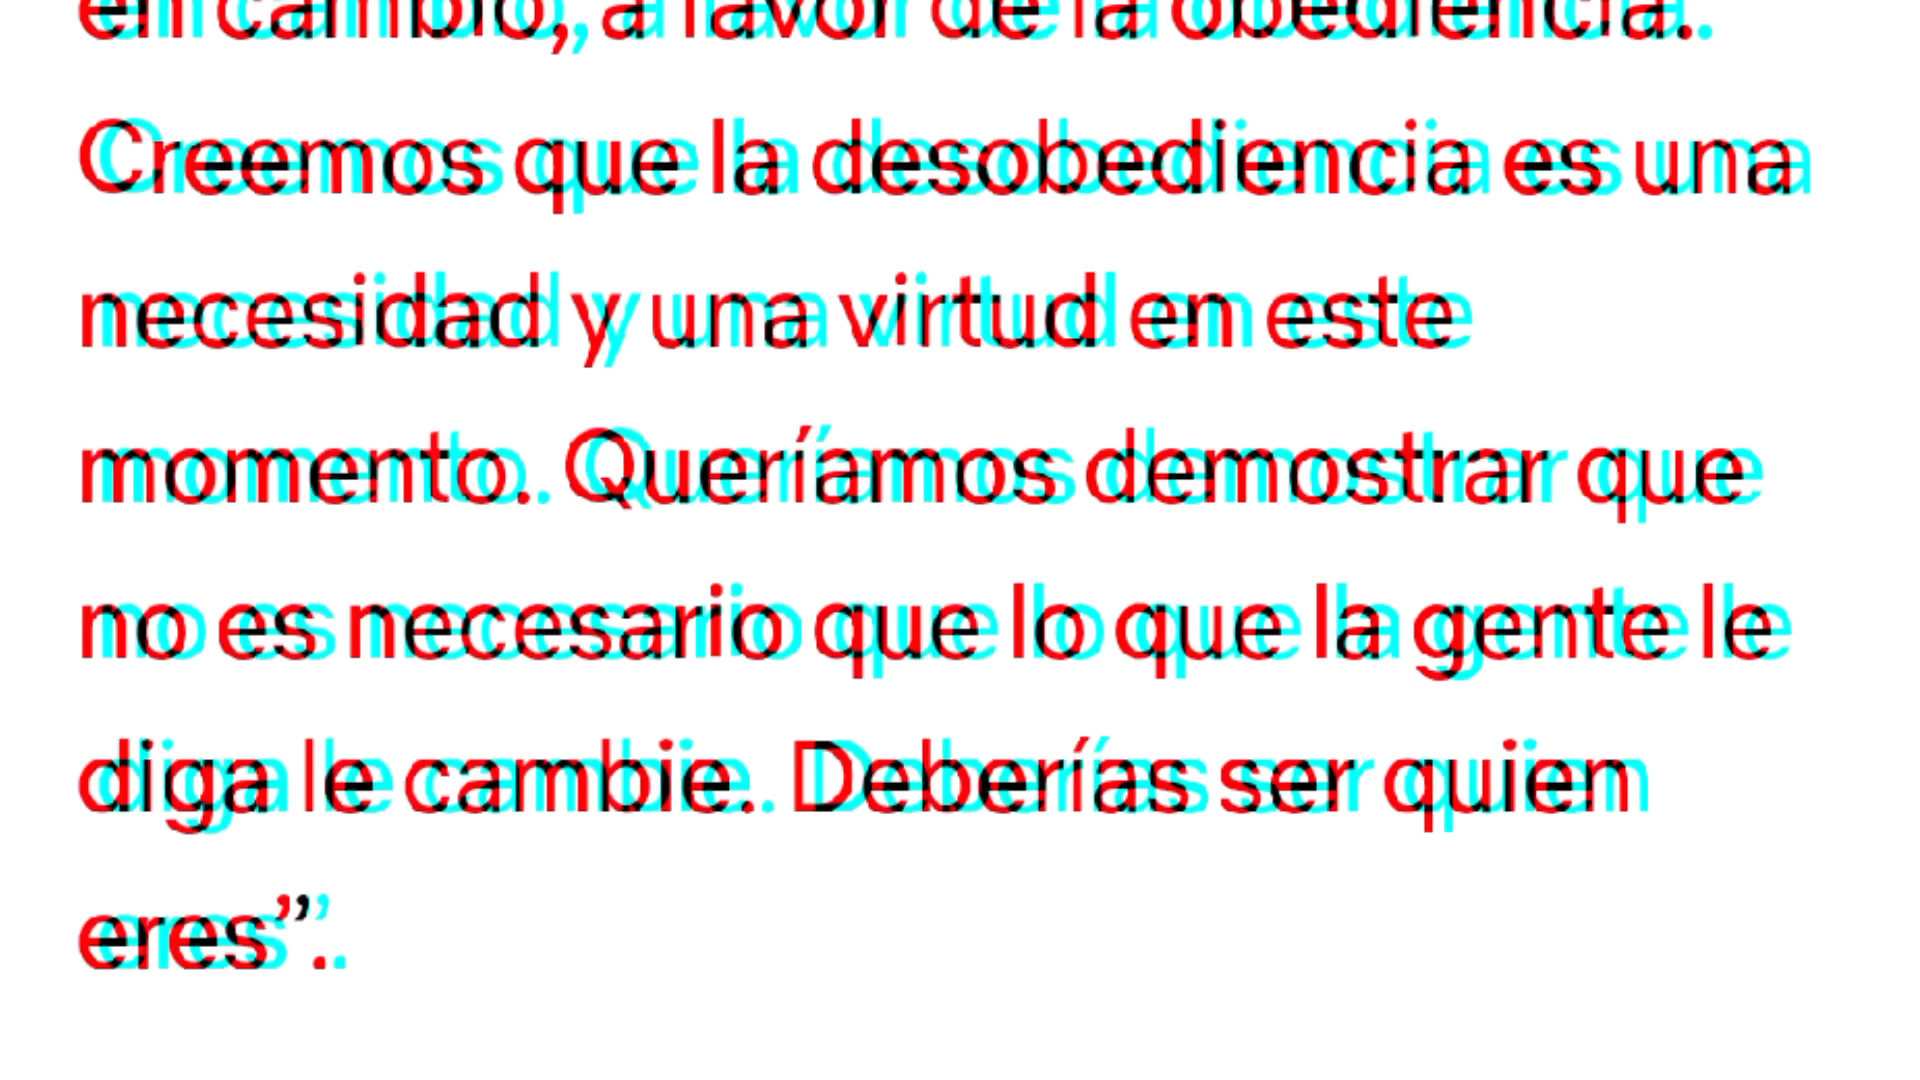 en cambio, a favor de la obediencia.
Creemos que la desobediencia es una
necesidad y una virtud en este
momento. Queríamos demostrar que
no es necesario que lo que la gente le
diga le cambie. Deberías ser quien
eres”.